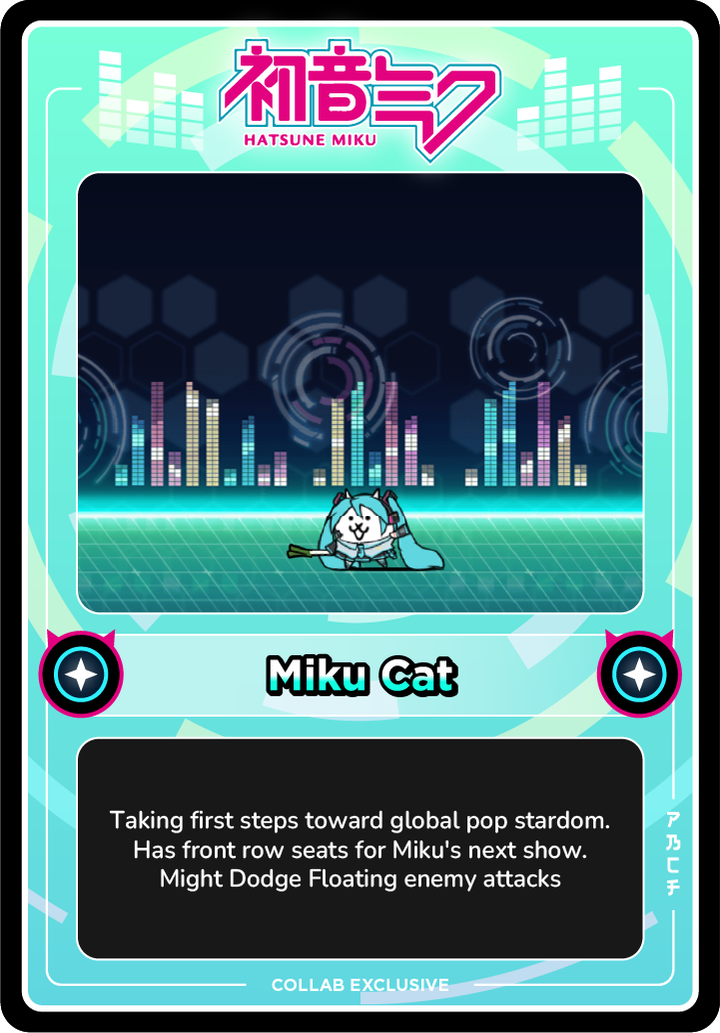 初音ミク
HATSUNE MIKU
Miku Cat
Taking first steps toward global pop stardom.
Has front row seats for Miku's next show.
Might Dodge Floating enemy attacks
COLLAB EXCLUSIVE